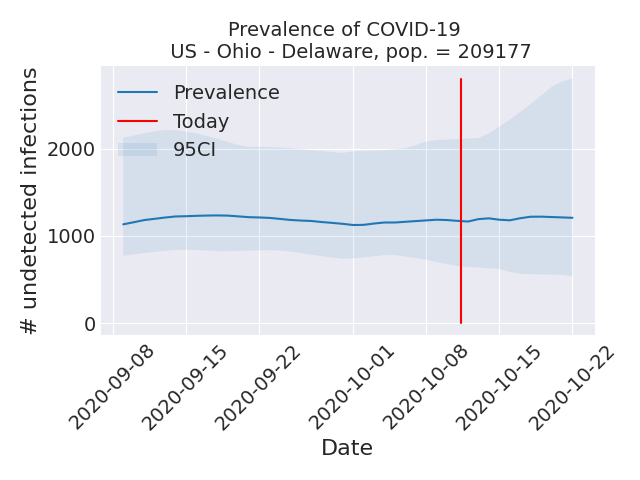 Prevalence of COVID-19
US - Ohio - Delaware, pop. = 209177
Prevalence
Today
95CI
# undetected infections
2000
1000
0
2020-09-08
2020-09-15
2020-09-22
2020-10-01
2020-10-08
2020-10-15
2020-10-22
Date